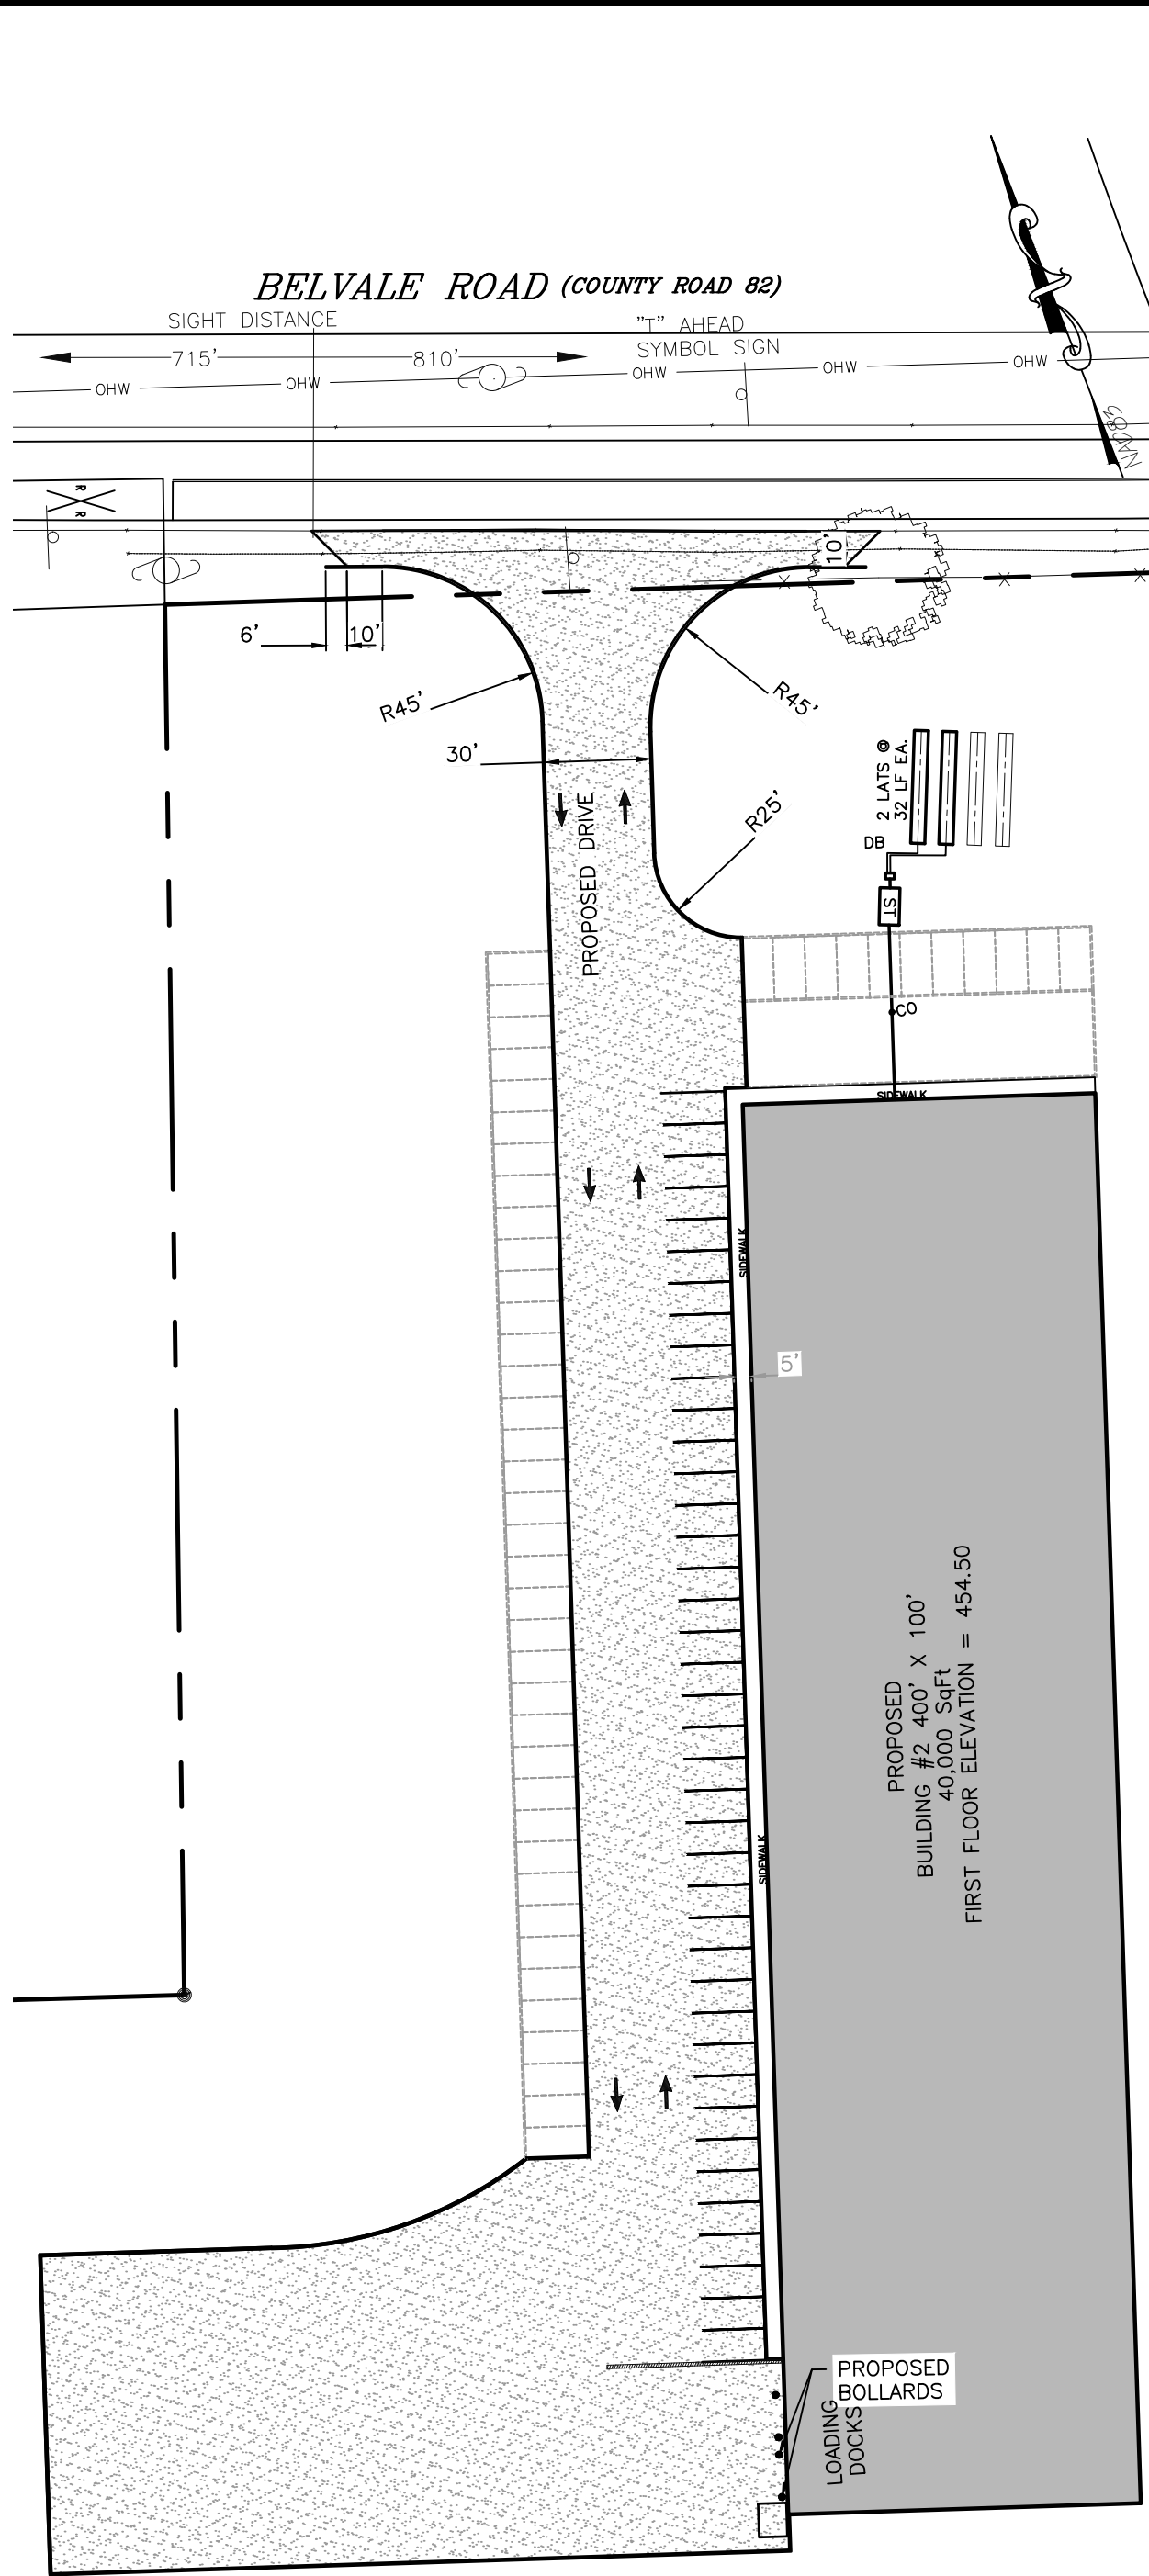 BELVALE ROAD (COUNTY ROAD 82)
SIGHT DISTANCE
"T" AHEAD
SYMBOL SIGN
715'
810'
OHW
OHW
OHW
OHW
OHW
NAD83
R
R
10'
6'
10'
R45'
R45'
30'
PROPOSED DRIVE
R25'
2 LATS @
32 LF EA.
DB
ST
CO
SIDEWALK
SIDEWALK
5'
PROPOSED
BUILDING #2 400' X 100'
40,000 SqFt
FIRST FLOOR ELEVATION = 454.50
SIDEWALK
PROPOSED
BOLLARDS
LOADING
DOCKS